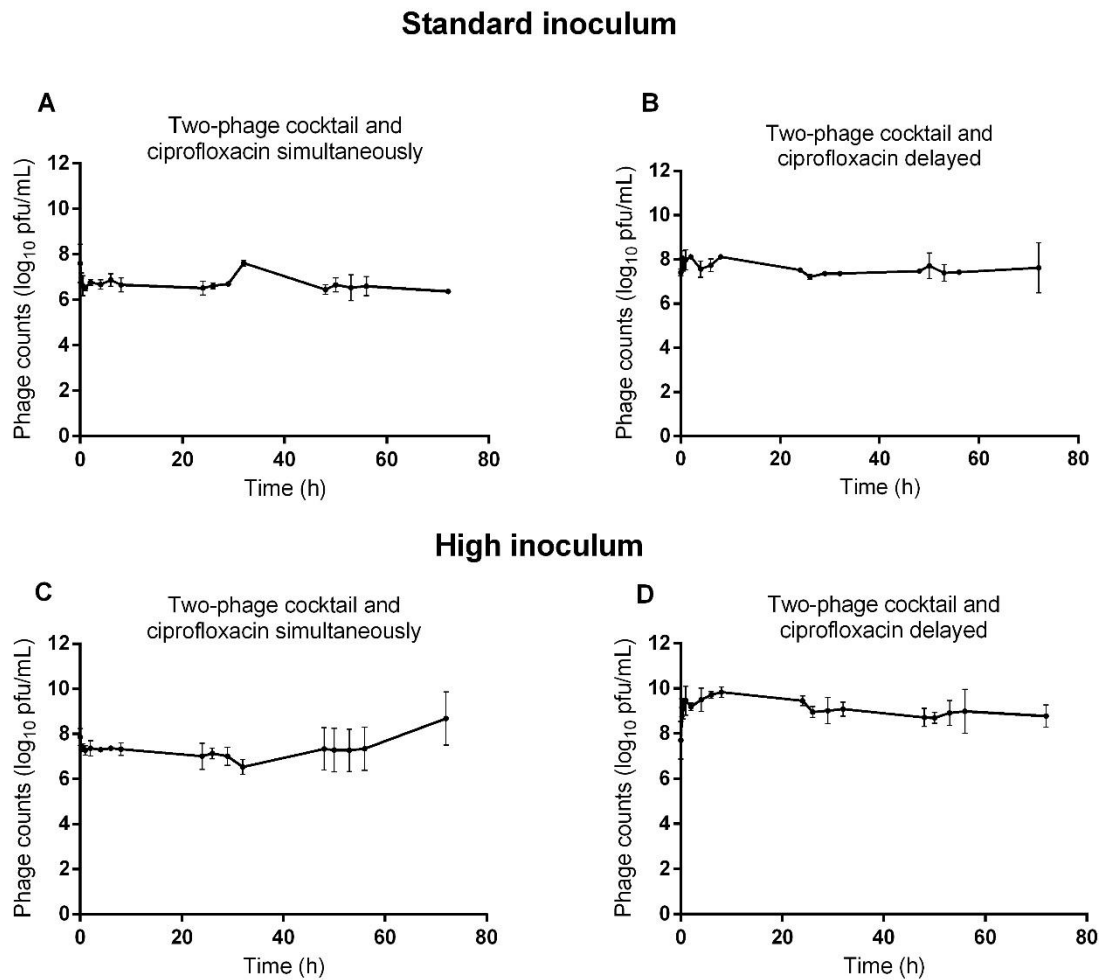 Standard inoculum
A
Two-phage cocktail and
ciprofloxacin simultaneously
Phage counts (log₁₀ pfu/mL)
12
10
8
6
4
2
0
0 20 40 60 80
Time (h)
B
Two-phage cocktail and
ciprofloxacin delayed
Phage counts (log₁₀ pfu/mL)
12
10
8
6
4
2
0
0 20 40 60 80
Time (h)
High inoculum
C
Two-phage cocktail and
ciprofloxacin simultaneously
Phage counts (log₁₀ pfu/mL)
12
10
8
6
4
2
0
0 20 40 60 80
Time (h)
D
Two-phage cocktail and
ciprofloxacin delayed
Phage counts (log₁₀ pfu/mL)
12
10
8
6
4
2
0
0 20 40 60 80
Time (h)